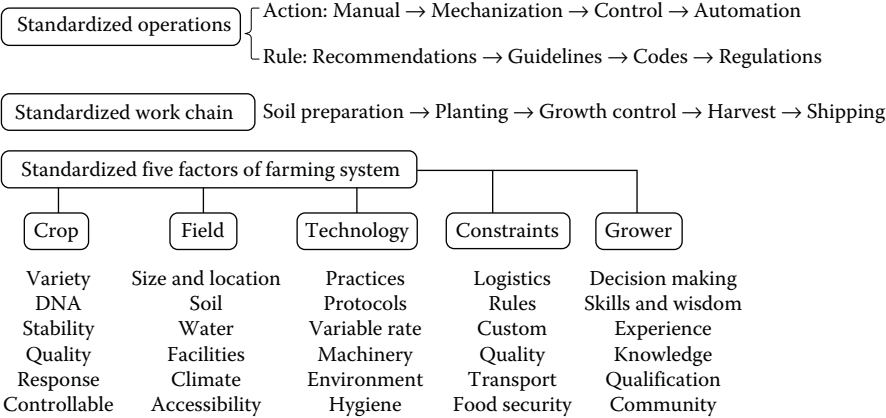 Standardized operations
Action: Manual → Mechanization → Control → Automation
Rule: Recommendations → Guidelines → Codes → Regulations
Standardized work chain
Soil preparation → Planting → Growth control → Harvest → Shipping
Standardized five factors of farming system
Crop Field Technology Constraints Grower
Variety Size and location Practices Logistics Decision making
DNA Soil Protocols Rules Skills and wisdom
Stability Water Variable rate Custom Experience
Quality Facilities Machinery Quality Knowledge
Response Climate Environment Transport Qualification
Controllable Accessibility Hygiene Food security Community